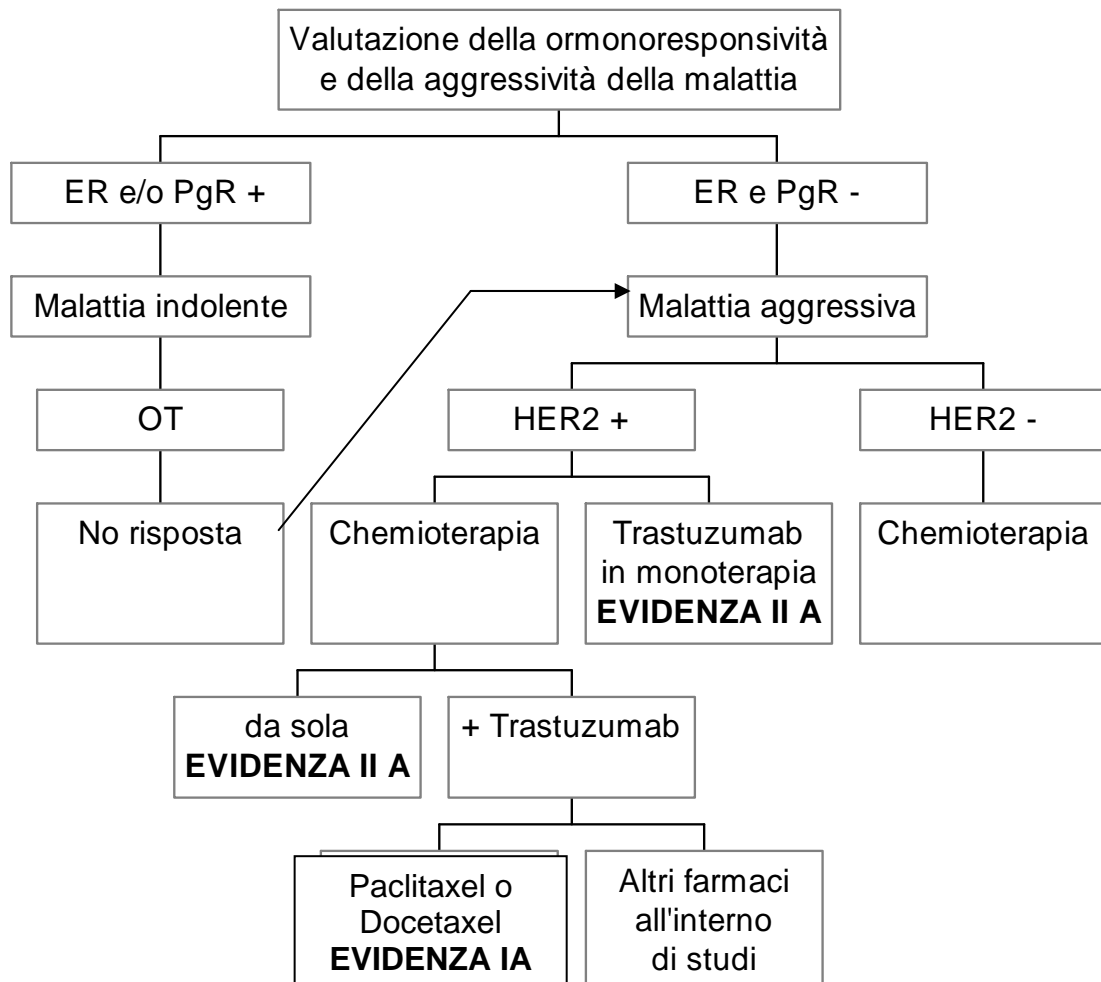 Valutazione della ormonoresponsività
e della aggressività della malattia
ER e/o PgR +
ER e PgR -
Malattia indolente
Malattia aggressiva
OT
HER2 +
HER2 -
No risposta
Chemioterapia
Trastuzumab
in monoterapia
EVIDENZA II A
Chemioterapia
da sola
EVIDENZA II A
+ Trastuzumab
Paclitaxel o
Docetaxel
EVIDENZA IA
Altri farmaci
all'interno
di studi